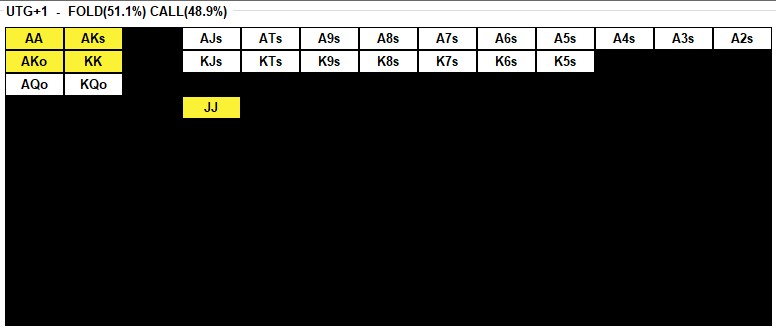 UTG+1 - FOLD(51.1%) CALL(48.9%)
AA AKs AJs ATs A9s A8s A7s A6s A5s A4s A3s A2s
AKo KK KJs KTs K9s K8s K7s K6s K5s
AQo KQo
JJ